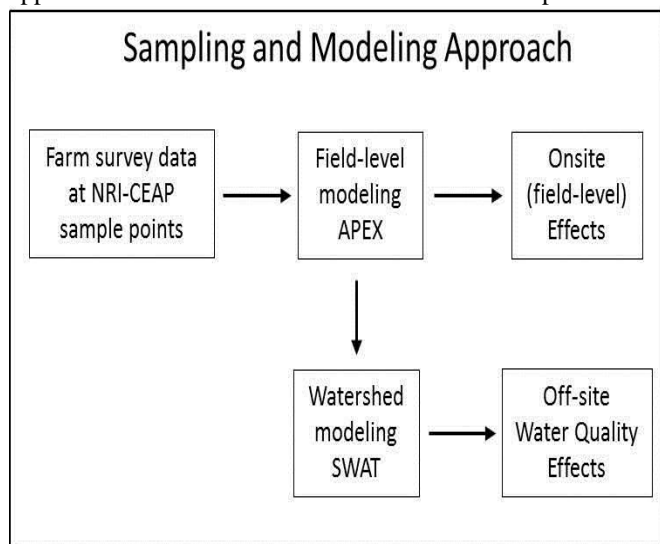 Sampling and Modeling Approach
Farm survey data
at NRI-CEAP
sample points
Field-level
modeling
APEX
Onsite
(field-level)
Effects
Watershed
modeling
SWAT
Off-site
Water Quality
Effects